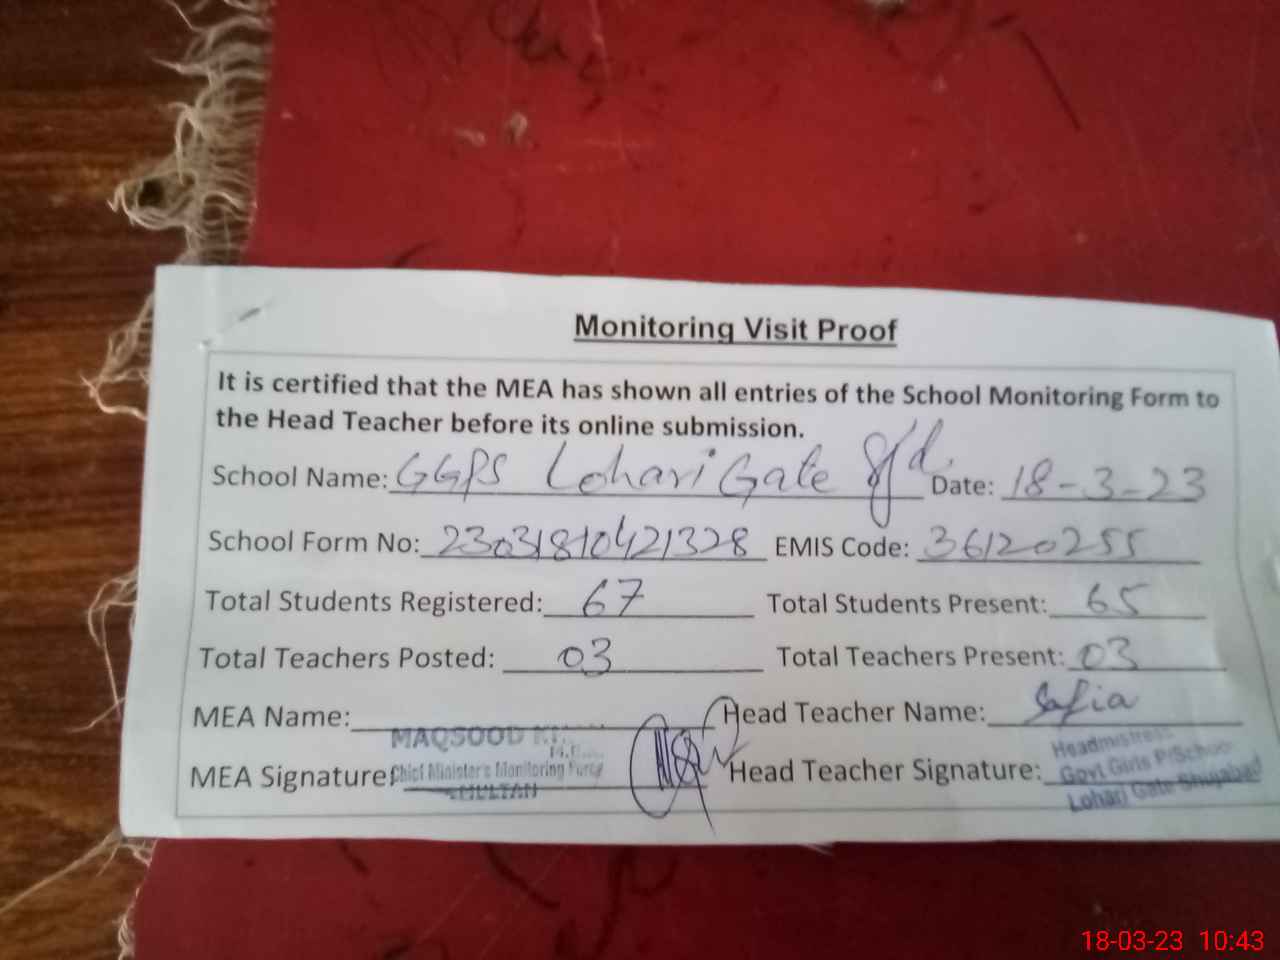 Monitoring Visit Proof
It is certified that the MEA has shown all entries of the School Monitoring Form to
the Head Teacher before its online submission.
School Name: GGPS Lohari Gate Date: 18-3-23
School Form No: 23031810421328 EMIS Code: 36120255
Total Students Registered: 67 Total Students Present: 65
Total Teachers Posted: 03 Total Teachers Present: 03
MEA Name: Head Teacher Name: Safia
MAQSOOD
MEA Signature: Chief Minister's Monitoring Force Head Teacher Signature:
MULTAN
Headmistress
Govt Girls P/School
Lohari Gate Shujabad
18-03-23 10:43